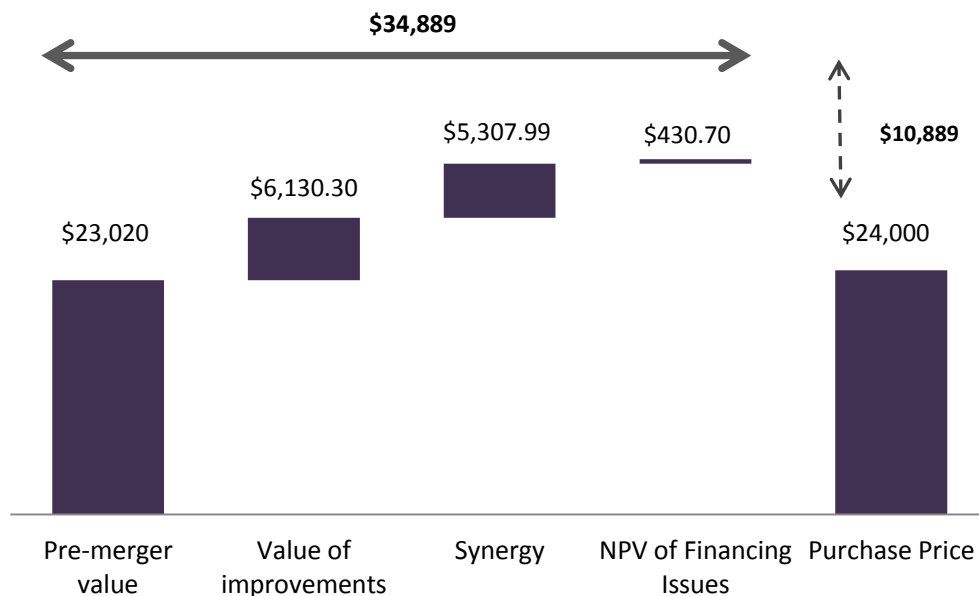 $34,889
$5,307.99
$430.70
$10,889
$6,130.30
$23,020
$24,000
Pre-merger value
Value of improvements
Synergy
NPV of Financing Issues
Purchase Price